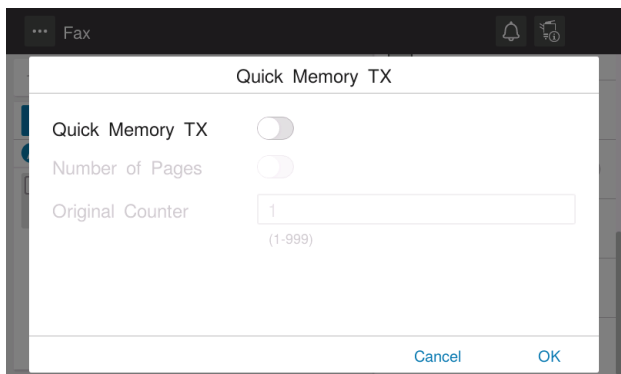 Fax
Quick Memory TX
Quick Memory TX
Number of Pages
Original Counter
1
(1-999)
Cancel OK